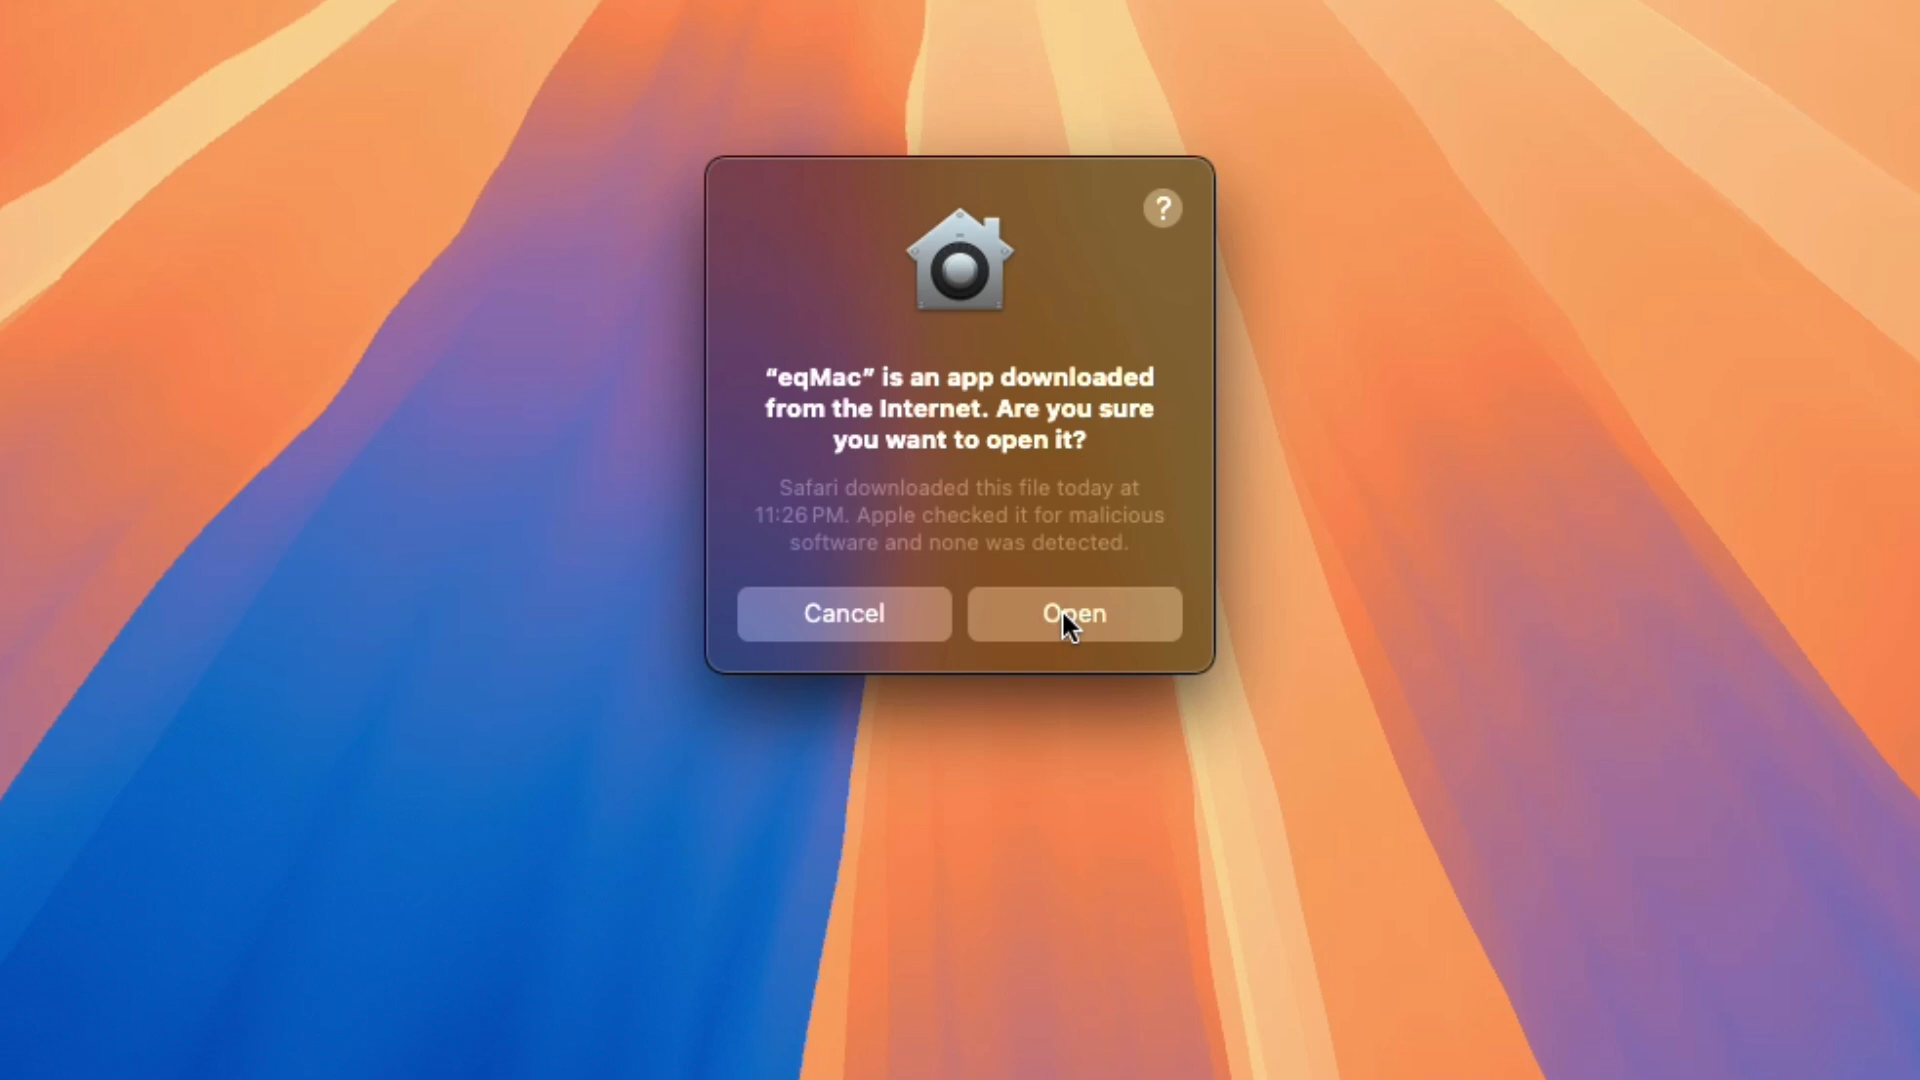 ?
“eqMac” is an app downloaded
from the Internet. Are you sure
you want to open it?
Safari downloaded this file today at
11:26 PM. Apple checked it for malicious
software and none was detected.
Cancel
Open